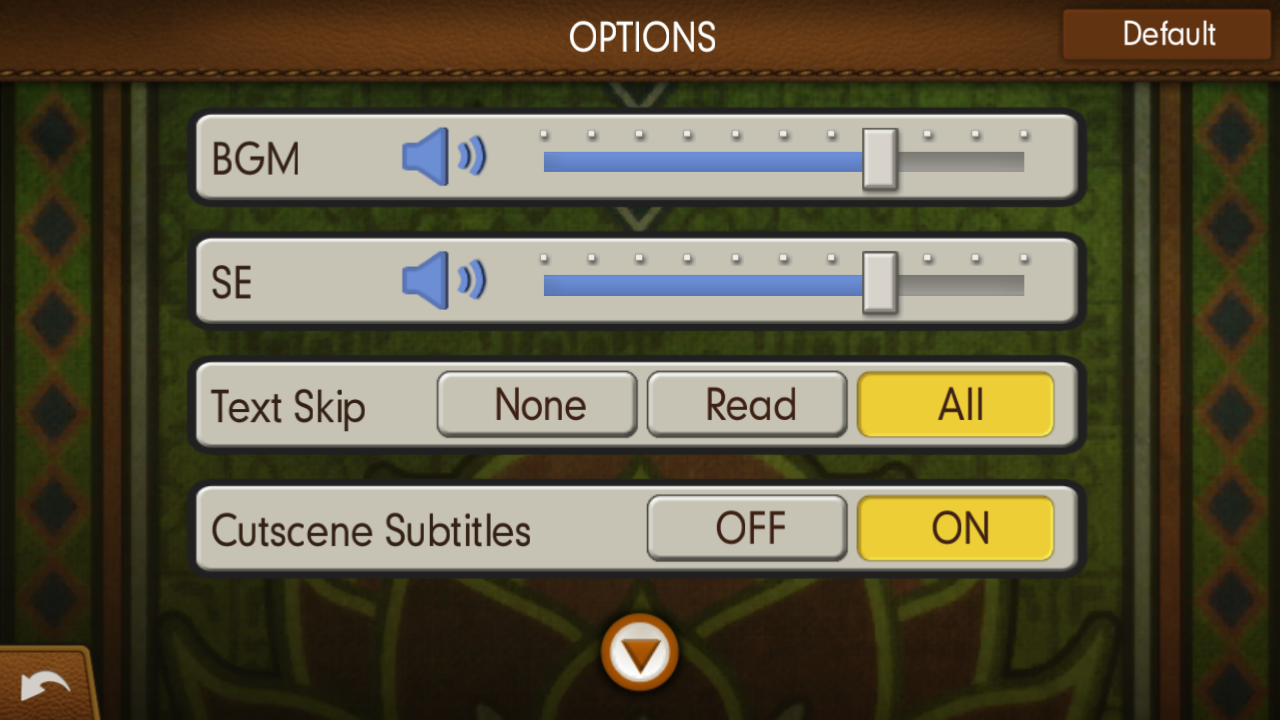 OPTIONS
Default
BGM
SE
Text Skip
None
Read
All
Cutscene Subtitles
OFF
ON